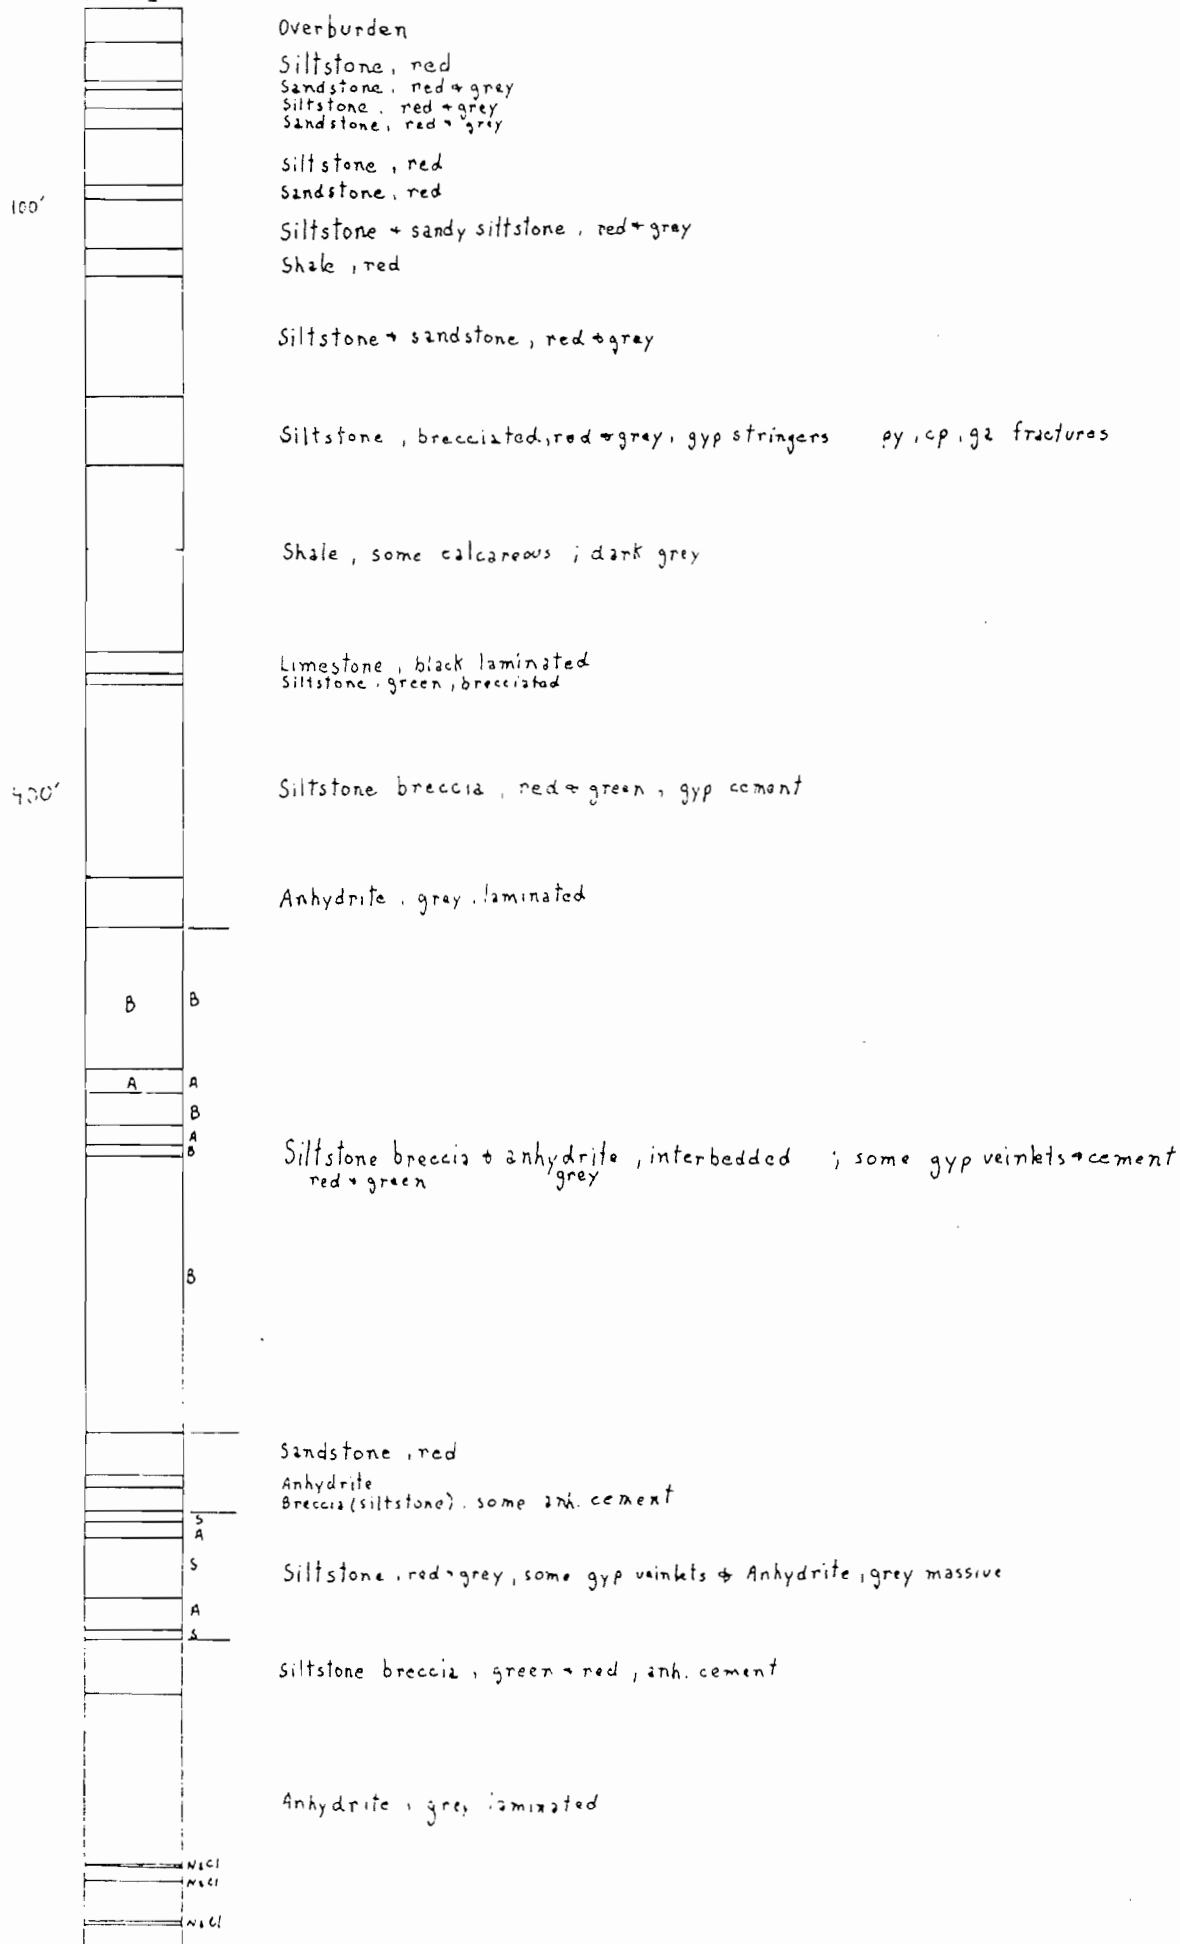 Overburden
Siltstone, red
Sandstone, red + grey
Siltstone, red + grey
Sandstone, red + grey
Siltstone, red
Sandstone, red
100'
Siltstone + sandy siltstone, red + grey
Shale, red
Siltstone + sandstone, red + grey
Siltstone, brecciated, red + grey, gyp stringers py, cp, ga fractures
Shale, some calcareous ; dark grey
Limestone, black laminated
Siltstone, green, brecciated
400' Siltstone breccia, red + green, gyp cement
Anhydrite, grey, laminated
B B
A A
B
A
B
Siltstone breccia + anhydrite, interbedded ; some gyp veinlets + cement
red + green grey
B
Sandstone, red
Anhydrite
Breccia (siltstone), some anh. cement
S
A
S Siltstone, red + grey, some gyp veinlets + Anhydrite, grey massive
A
S
Siltstone breccia, green + red, anh. cement
Anhydrite, grey laminated
NaCl
NaCl
NaCl